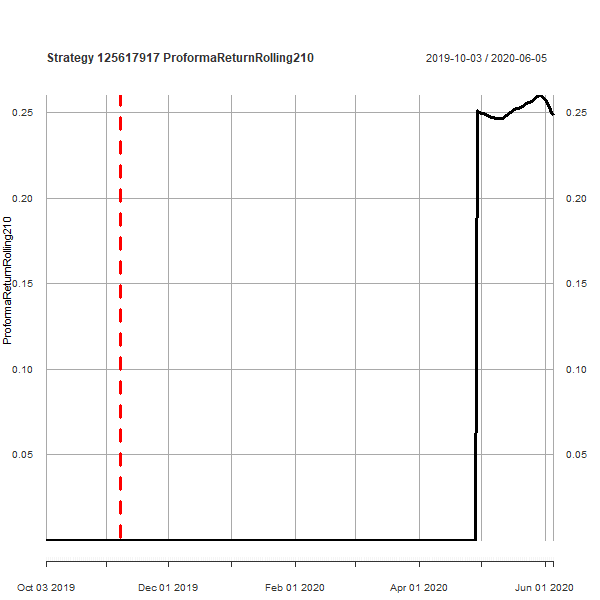 Strategy 125617917 ProformaReturnRolling210
2019-10-03 / 2020-06-05
ProformaReturnRolling210
0.25
0.20
0.15
0.10
0.05
0.25
0.20
0.15
0.10
0.05
Oct 03 2019
Dec 01 2019
Feb 01 2020
Apr 01 2020
Jun 01 2020